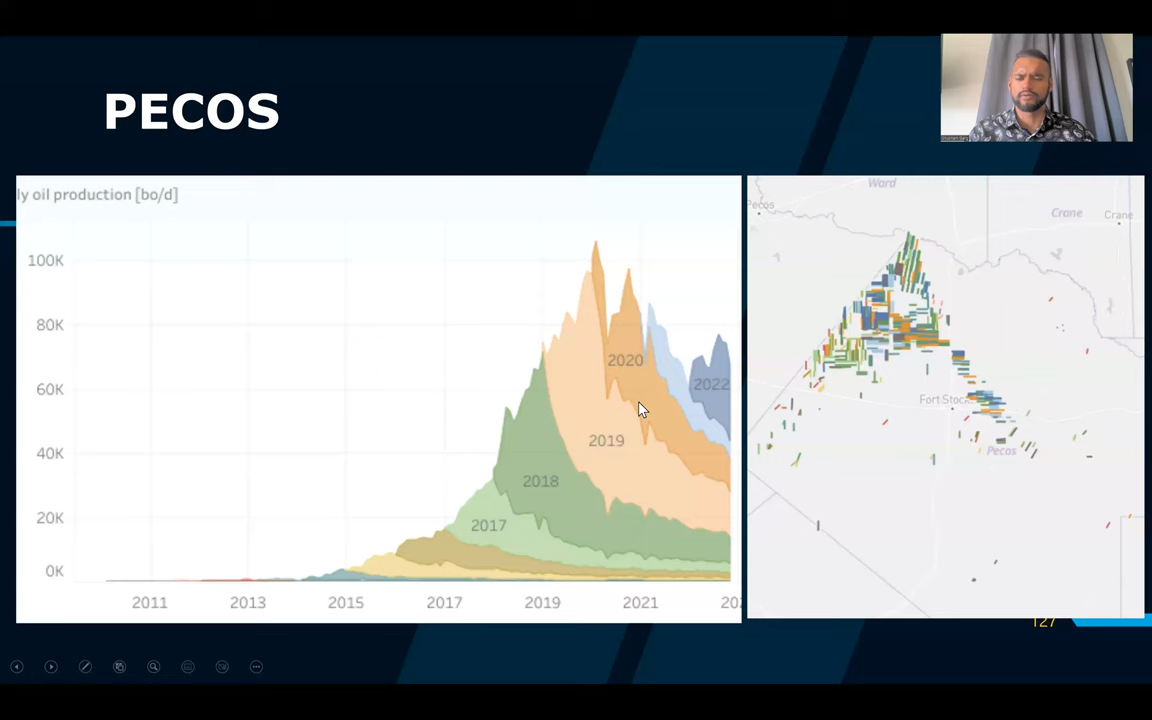 PECOS
ly oil production [bo/d]
100K
80K
60K
40K
20K
0K
2017
2018
2019
2020
2022
2011
2013
2015
2017
2019
2021
202
Ward
Pecos
Crane
Crane
Fort Stock
Pecos
127